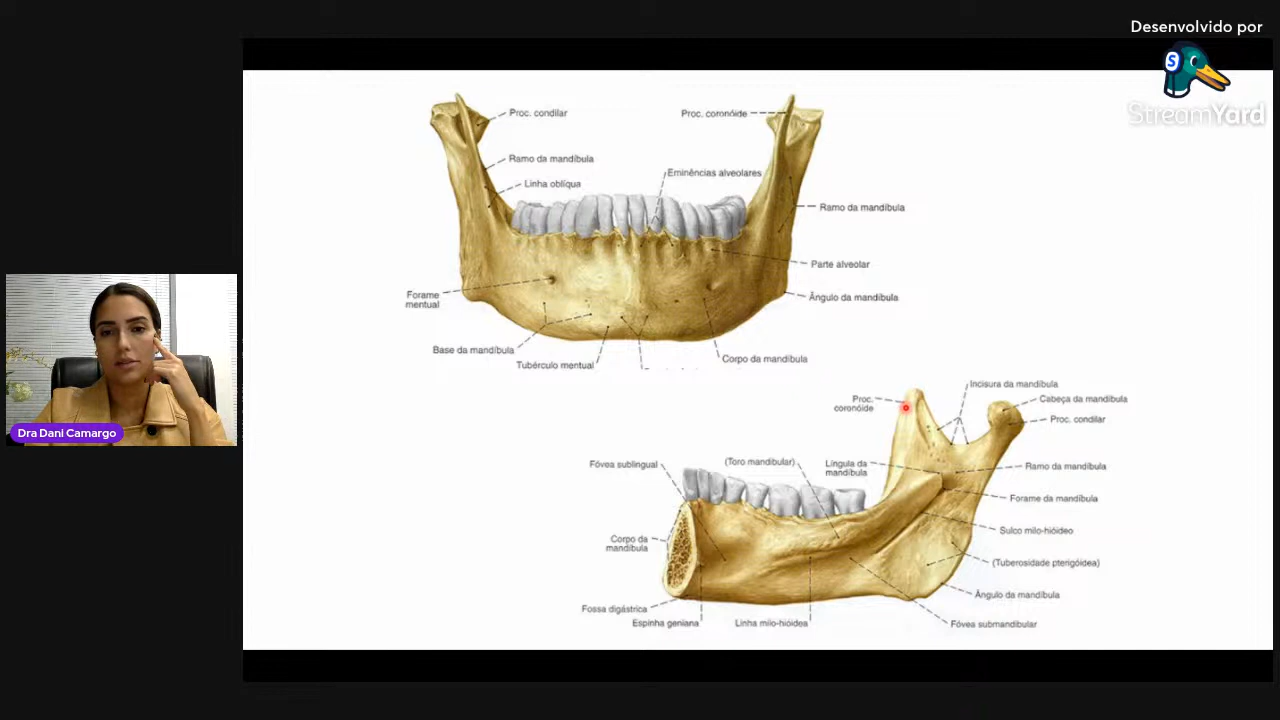 Desenvolvido por
S
StreamYard
Proc. condilar
Proc. coronóide
Ramo da mandíbula
Eminências alveolares
Linha oblíqua
Ramo da mandíbula
Parte alveolar
Forame
mentual
Ângulo da mandíbula
Base da mandíbula
Tubérculo mentual
Corpo da mandíbula
Incisura da mandíbula
Proc.
coronóide
Cabeça da mandíbula
Proc. condilar
Fóvea sublingual
(Toro mandibular)
Língula da
mandíbula
Ramo da mandíbula
Forame da mandíbula
Sulco milo-hióideo
Corpo da
mandíbula
(Tuberosidade pterigóidea)
Ângulo da mandíbula
Fossa digástrica
Espinha geniana
Linha milo-hióidea
Fóvea submandibular
Dra Dani Camargo